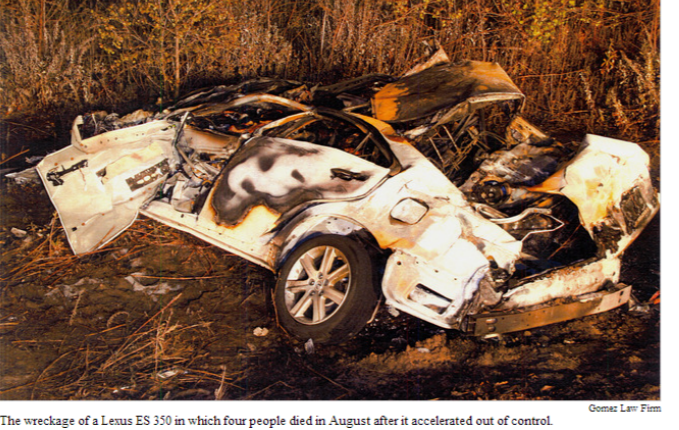 Gomez Law Firm
The wreckage of a Lexus ES 350 in which four people died in August after it accelerated out of control.